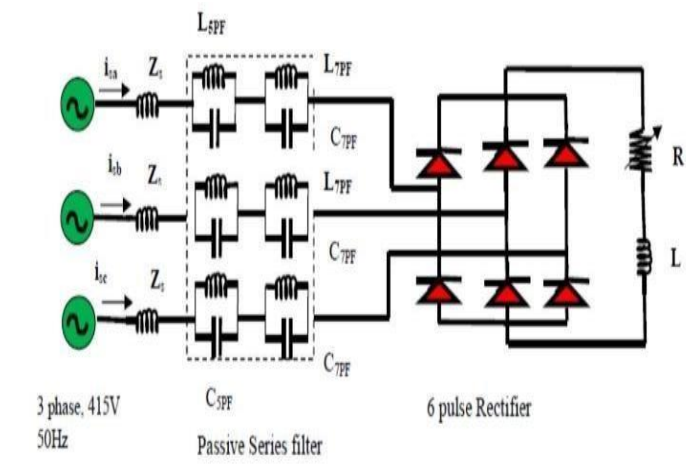 L5PF
isa Zs
L7PF
C7PF
isb Zs
L7PF
R
C7PF
isc Zs
L
C7PF
C5PF
3 phase, 415V
50Hz
6 pulse Rectifier
Passive Series filter